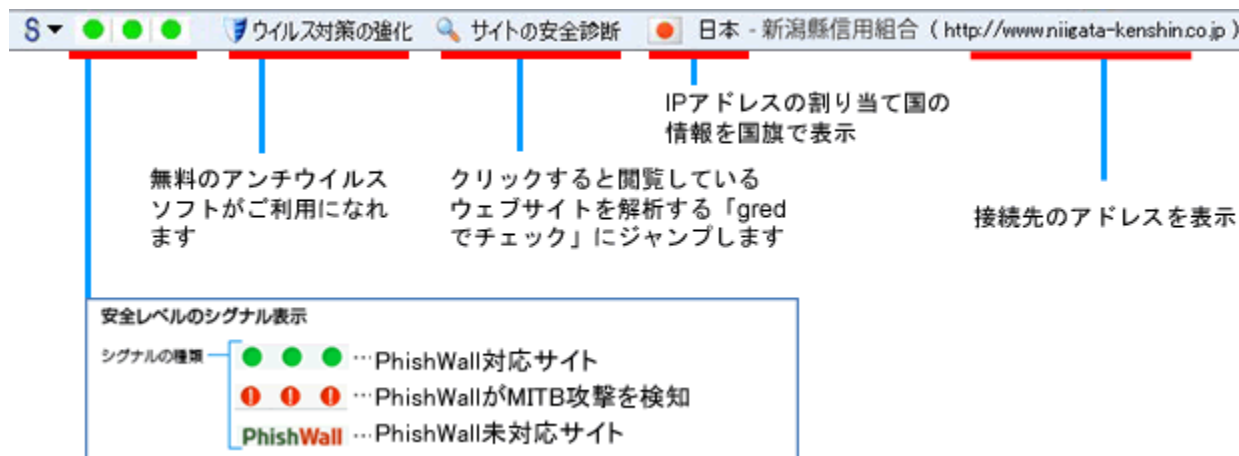 S ウイルス対策の強化 サイトの安全診断 日本 - 新潟縣信用組合 ( http://www.niigata-kenshin.co.jp )
IPアドレスの割り当て国の
情報を国旗で表示
無料のアンチウイルス
ソフトがご利用になれ
ます
クリックすると閲覧している
ウェブサイトを解析する「gred
でチェック」にジャンプします
接続先のアドレスを表示
安全レベルのシグナル表示
シグナルの種類
…PhishWall対応サイト
…PhishWallがMITB攻撃を検知
PhishWall …PhishWall未対応サイト